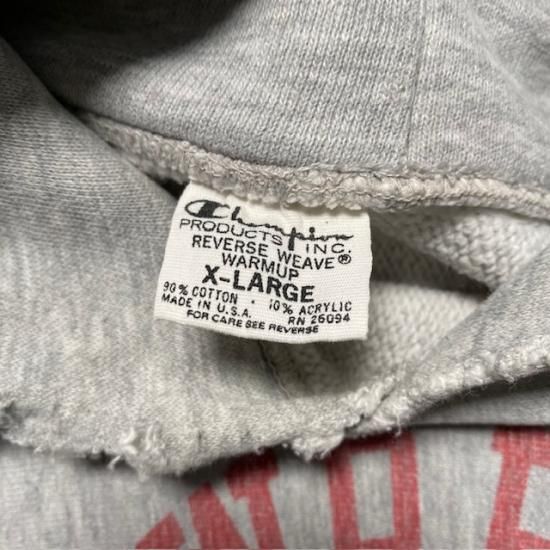 Champion
PRODUCTS INC.
REVERSE WEAVE®
WARMUP
X-LARGE
90% COTTON · 10% ACRYLIC
MADE IN U.S.A. RN 26094
FOR CARE SEE REVERSE